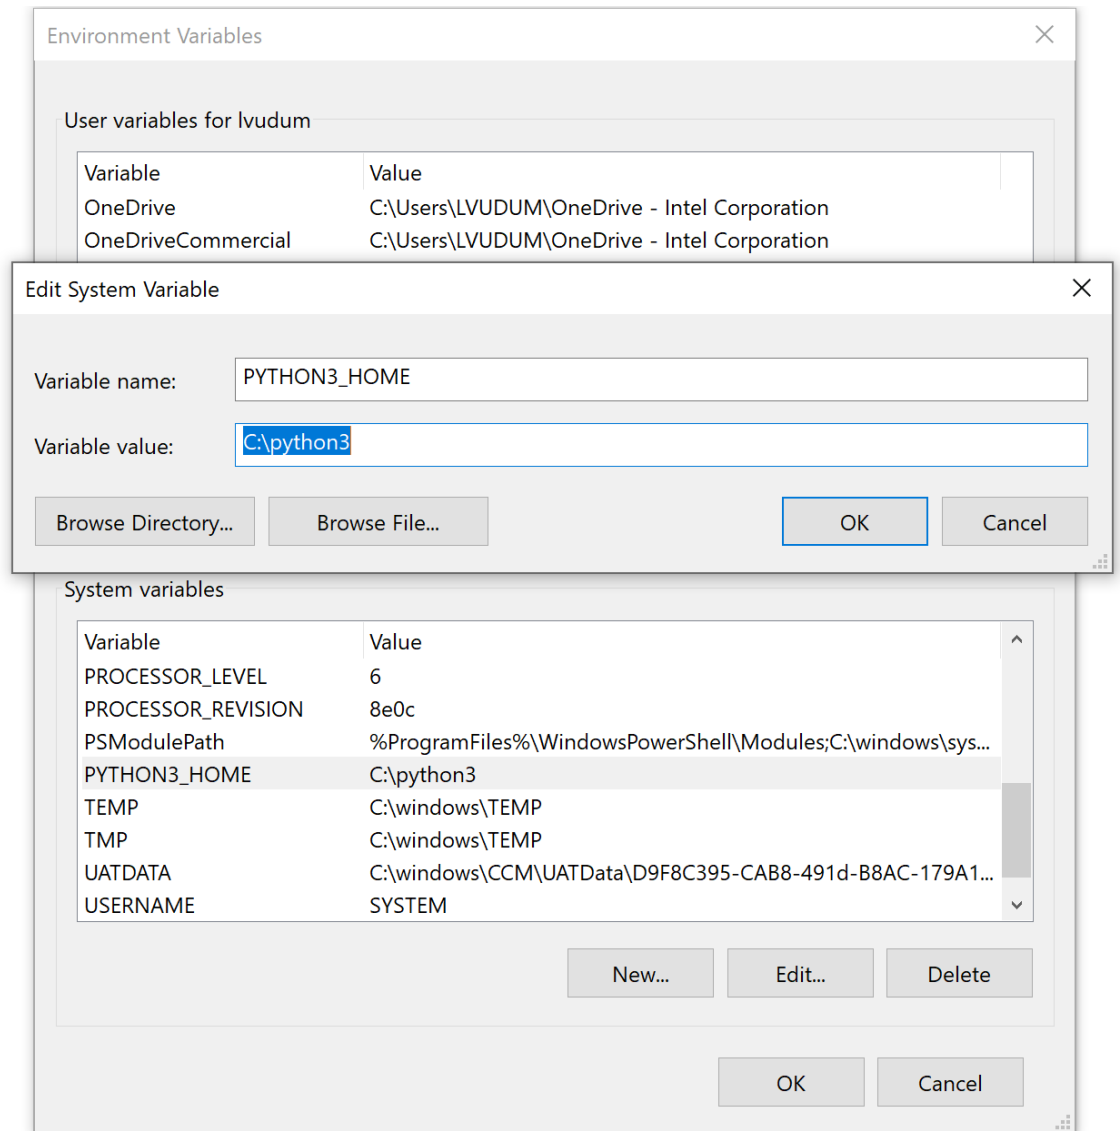 Environment Variables
User variables for lvudum
Variable Value
OneDrive C:\Users\LVUDUM\OneDrive - Intel Corporation
OneDriveCommercial C:\Users\LVUDUM\OneDrive - Intel Corporation
Edit System Variable
Variable name: PYTHON3_HOME
Variable value: C:\python3
Browse Directory... Browse File... OK Cancel
System variables
Variable Value
PROCESSOR_LEVEL 6
PROCESSOR_REVISION 8e0c
PSModulePath %ProgramFiles%\WindowsPowerShell\Modules;C:\windows\sys...
PYTHON3_HOME C:\python3
TEMP C:\windows\TEMP
TMP C:\windows\TEMP
UATDATA C:\windows\CCM\UATData\D9F8C395-CAB8-491d-B8AC-179A1...
USERNAME SYSTEM
New... Edit... Delete
OK Cancel